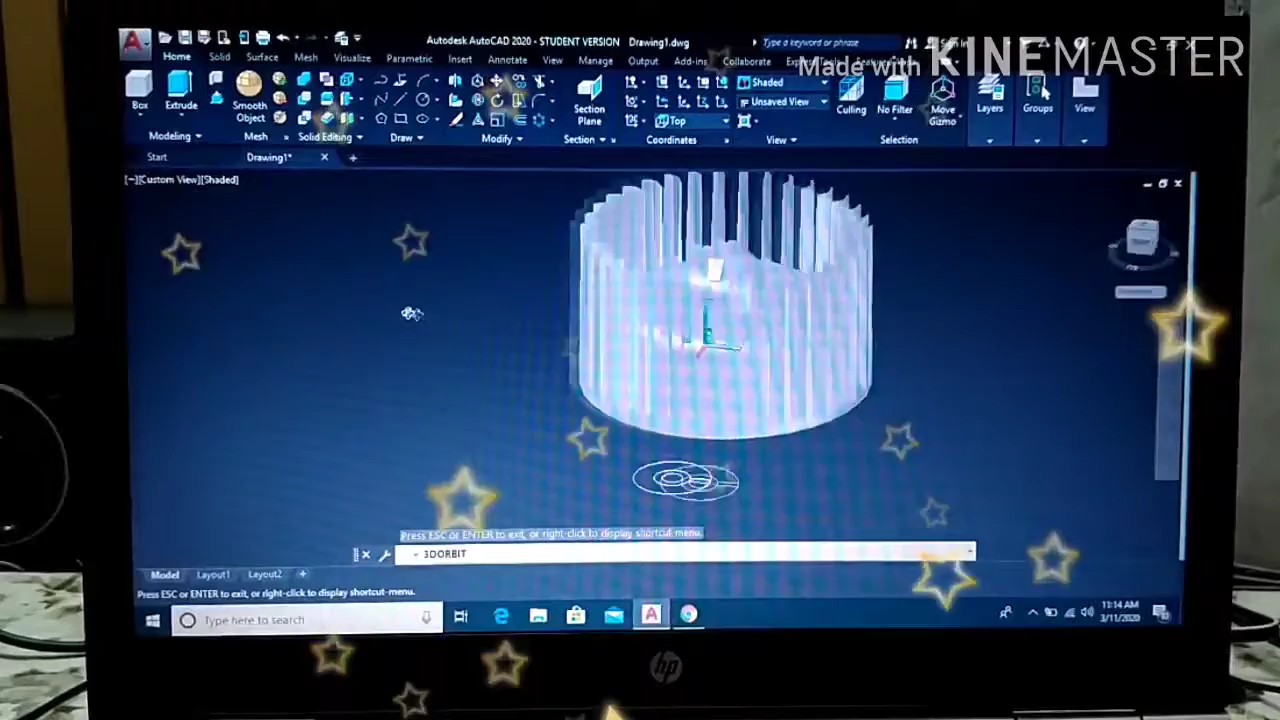 Autodesk AutoCAD 2020 - STUDENT VERSION Drawing1.dwg
Type a keyword or phrase
Made with KINEMASTER
Home Solid Surface Mesh Visualize Parametric Insert Annotate View Manage Output Add-ins Collaborate
Box Extrude Smooth Object Section Plane Culling No Filter Move Gizmo Layers Groups View
Shaded
Unsaved View
Top
Modeling Mesh Solid Editing Draw Modify Section Coordinates View Selection
Start Drawing1*
[−][Custom View][Shaded]
Press ESC or ENTER to exit, or right-click to display shortcut-menu.
3DORBIT
Model Layout1 Layout2
Press ESC or ENTER to exit, or right-click to display shortcut-menu.
Type here to search
11:14 AM
3/11/2020
hp